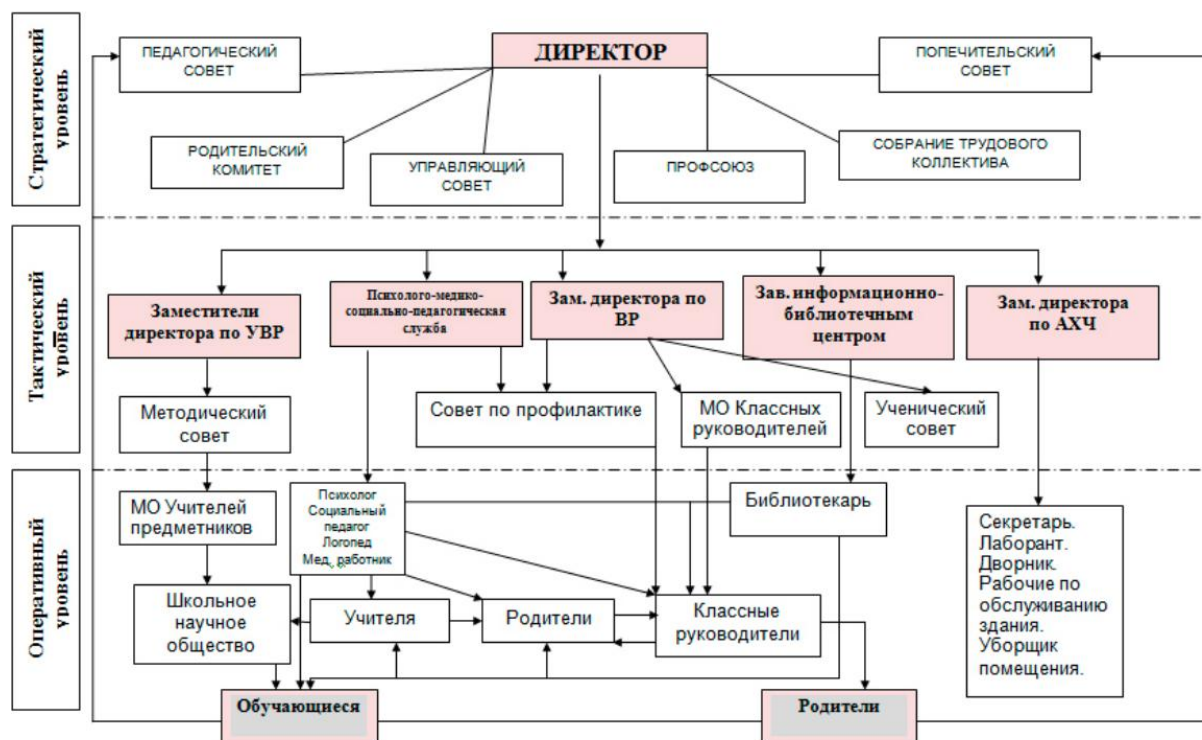 Стратегический
уровень
ПЕДАГОГИЧЕСКИЙ
СОВЕТ
ДИРЕКТОР
ПОПЕЧИТЕЛЬСКИЙ
СОВЕТ
РОДИТЕЛЬСКИЙ
КОМИТЕТ
УПРАВЛЯЮЩИЙ
СОВЕТ
ПРОФСОЮЗ
СОБРАНИЕ ТРУДОВОГО
КОЛЛЕКТИВА
Тактический
уровень
Заместители
директора по УВР
Психолого-медико-
социально-педагогическая
служба
Зам. директора по
ВР
Зав. информационно-
библиотечным
центром
Зам. директора
по АХЧ
Методический
совет
Совет по профилактике
МО Классных
руководителей
Ученический
совет
Оперативный
уровень
МО Учителей
предметников
Психолог
Социальный
педагог
Логопед
Мед. работник
Библиотекарь
Секретарь.
Лаборант.
Дворник.
Рабочие по
обслуживанию
здания.
Уборщик
помещения.
Школьное
научное
общество
Учителя
Родители
Классные
руководители
Обучающиеся
Родители